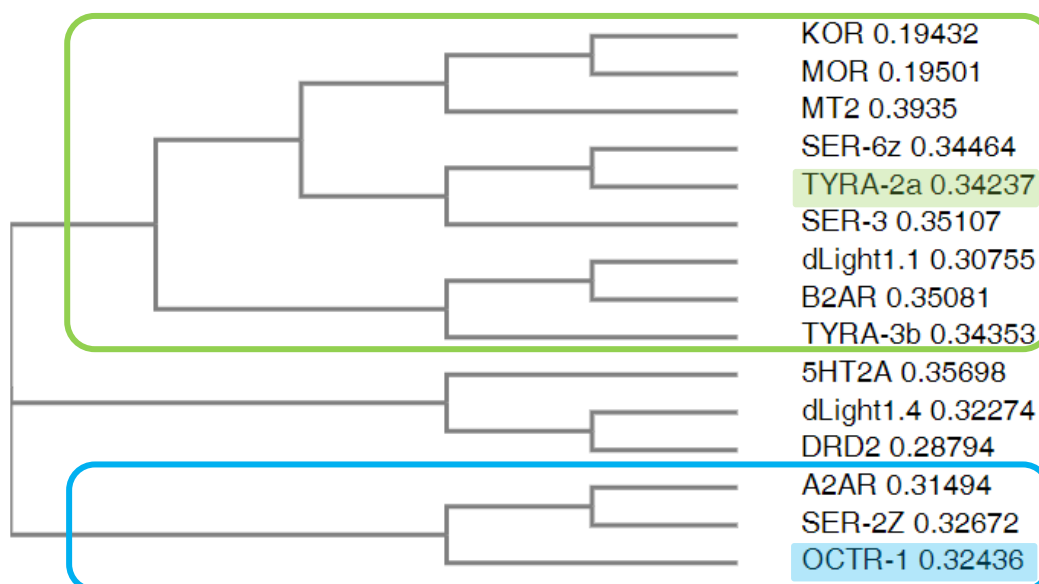 KOR 0.19432
MOR 0.19501
MT2 0.3935
SER-6z 0.34464
TYRA-2a 0.34237
SER-3 0.35107
dLight1.1 0.30755
B2AR 0.35081
TYRA-3b 0.34353
5HT2A 0.35698
dLight1.4 0.32274
DRD2 0.28794
A2AR 0.31494
SER-2Z 0.32672
OCTR-1 0.32436